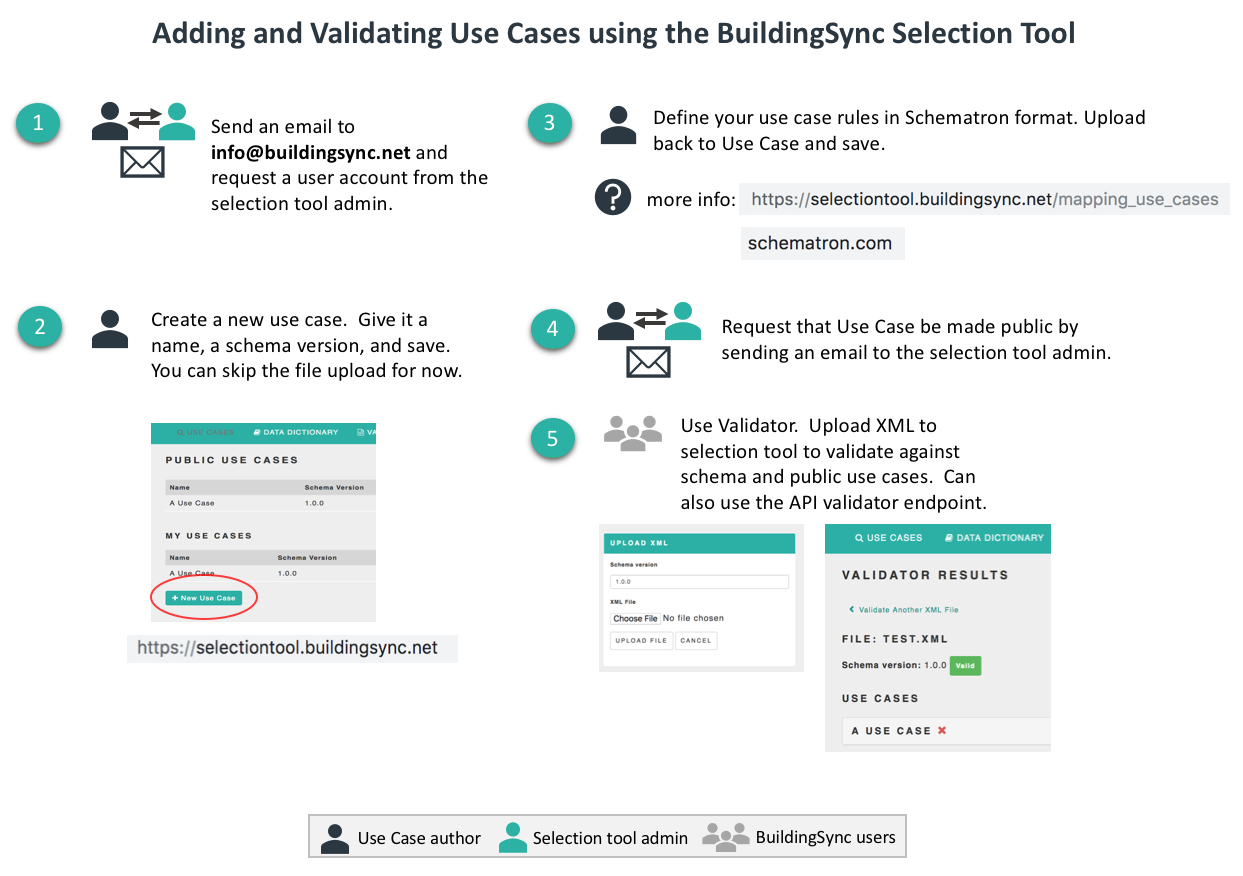 Adding and Validating Use Cases using the BuildingSync Selection Tool
1
Send an email to
info@buildingsync.net and
request a user account from the
selection tool admin.
2
Create a new use case.  Give it a
name, a schema version, and save.
You can skip the file upload for now.
USE CASES DATA DICTIONARY VA
PUBLIC USE CASES
Name Schema Version
A Use Case 1.0.0
MY USE CASES
Name Schema Version
A Use Case 1.0.0
+ New Use Case
https://selectiontool.buildingsync.net
3
Define your use case rules in Schematron format. Upload
back to Use Case and save.
? more info: https://selectiontool.buildingsync.net/mapping_use_cases
schematron.com
4
Request that Use Case be made public by
sending an email to the selection tool admin.
5
Use Validator.  Upload XML to
selection tool to validate against
schema and public use cases.  Can
also use the API validator endpoint.
UPLOAD XML
Schema version
1.0.0
XML File
Choose File No file chosen
UPLOAD FILE CANCEL
USE CASES DATA DICTIONARY
VALIDATOR RESULTS
Validate Another XML File
FILE: TEST.XML
Schema version: 1.0.0 Valid
USE CASES
A USE CASE
Use Case author Selection tool admin BuildingSync users